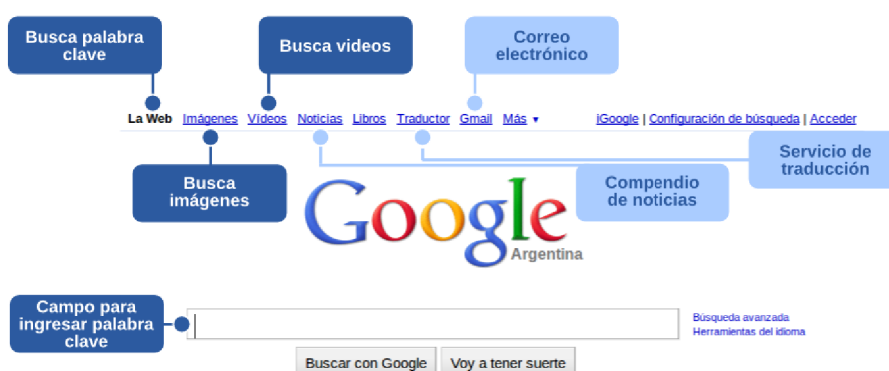 Busca palabra
clave
Busca videos
Correo
electrónico
La Web Imágenes Vídeos Noticias Libros Traductor Gmail Más ▼ iGoogle | Configuración de búsqueda | Acceder
Busca
imágenes
Compendio
de noticias
Servicio de
traducción
Google
Argentina
Campo para
ingresar palabra
clave
Búsqueda avanzada
Herramientas del idioma
Buscar con Google Voy a tener suerte